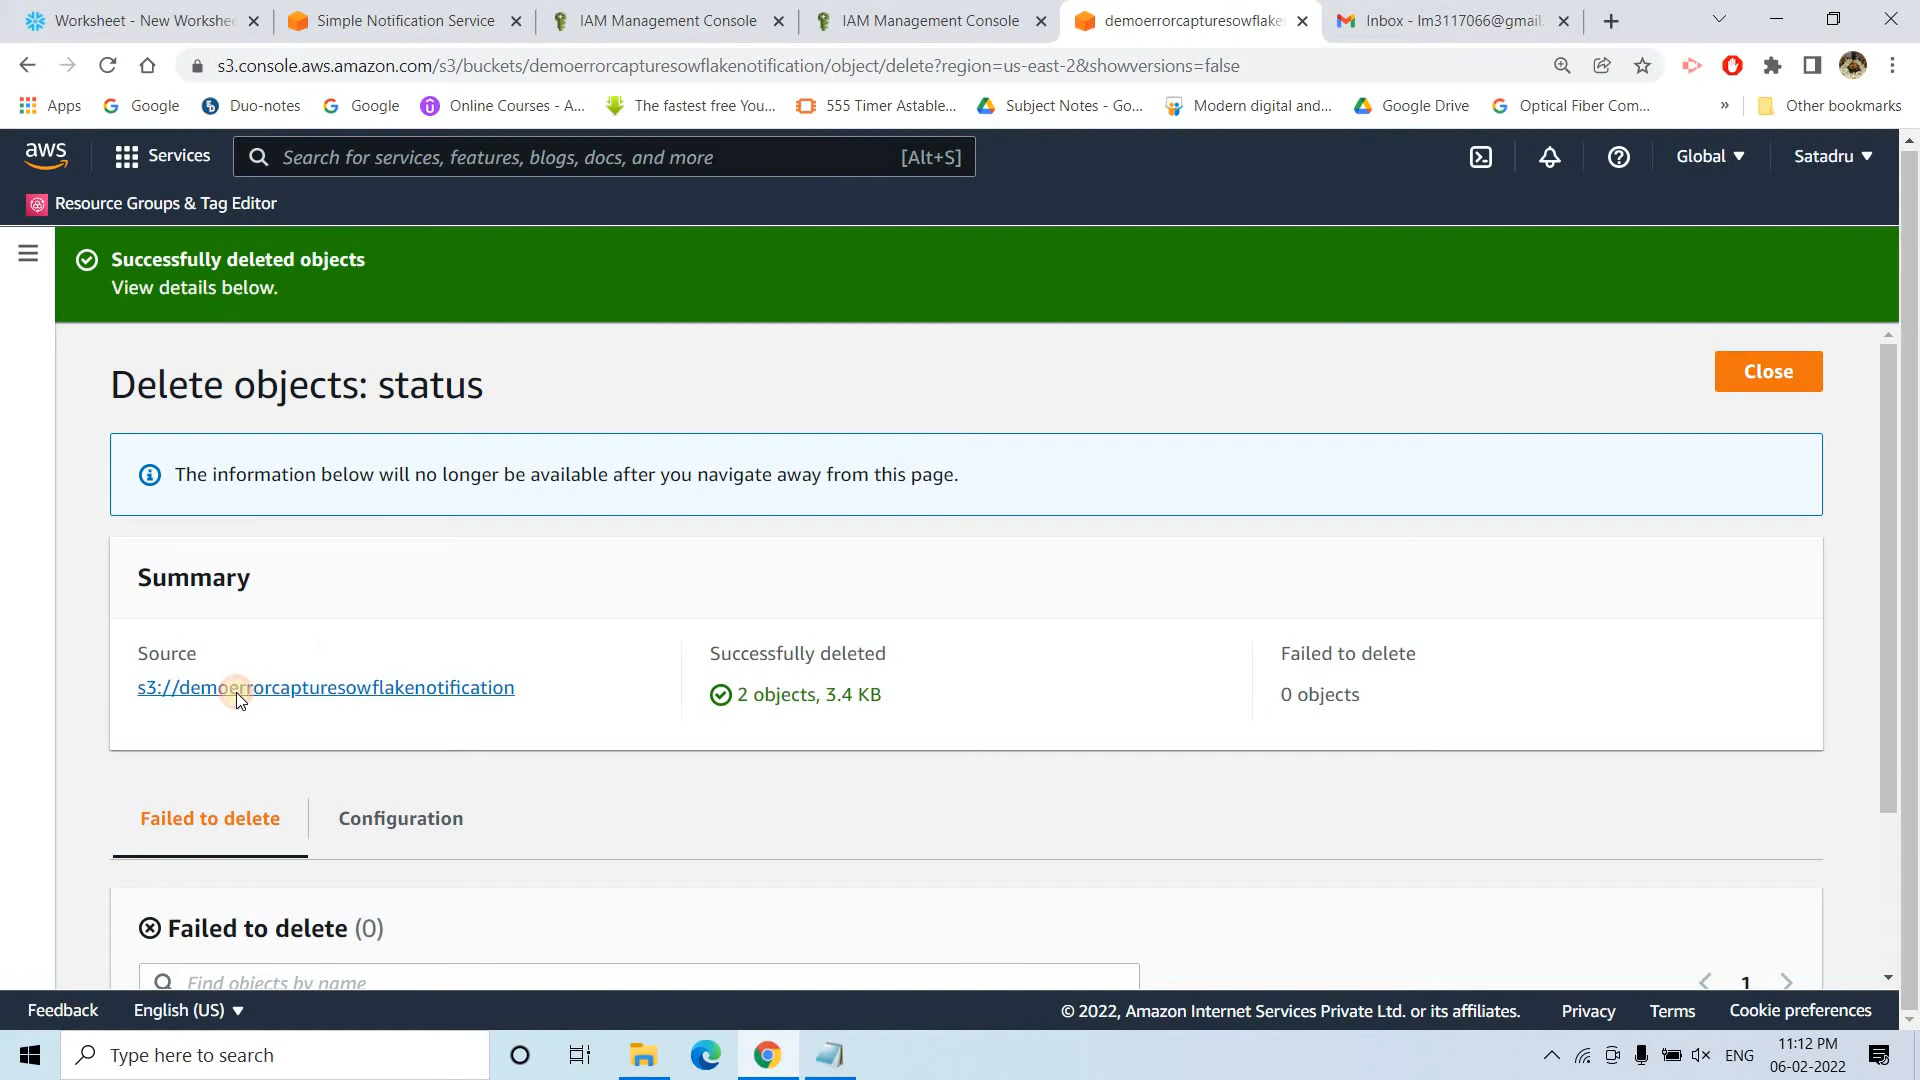 Worksheet - New Workshee
Simple Notification Service
IAM Management Console
IAM Management Console
demoerrorcapturesowflake
Inbox - lm3117066@gmail.
s3.console.aws.amazon.com/s3/buckets/demoerrorcapturesowflakenotification/object/delete?region=us-east-2&showversions=false
Apps
Google
Duo-notes
Google
Online Courses - A...
The fastest free You...
555 Timer Astable...
Subject Notes - Go...
Modern digital and...
Google Drive
Optical Fiber Com...
»
Other bookmarks
aws
Services
Search for services, features, blogs, docs, and more
[Alt+S]
Global ▼
Satadru ▼
Resource Groups & Tag Editor
Successfully deleted objects
View details below.
Delete objects: status
Close
The information below will no longer be available after you navigate away from this page.
Summary
Source
s3://demoerrorcapturesowflakenotification
Successfully deleted
2 objects, 3.4 KB
Failed to delete
0 objects
Failed to delete
Configuration
Failed to delete (0)
Find objects by name
1
Feedback
English (US) ▼
© 2022, Amazon Internet Services Private Ltd. or its affiliates.
Privacy
Terms
Cookie preferences
Type here to search
ENG
11:12 PM
06-02-2022